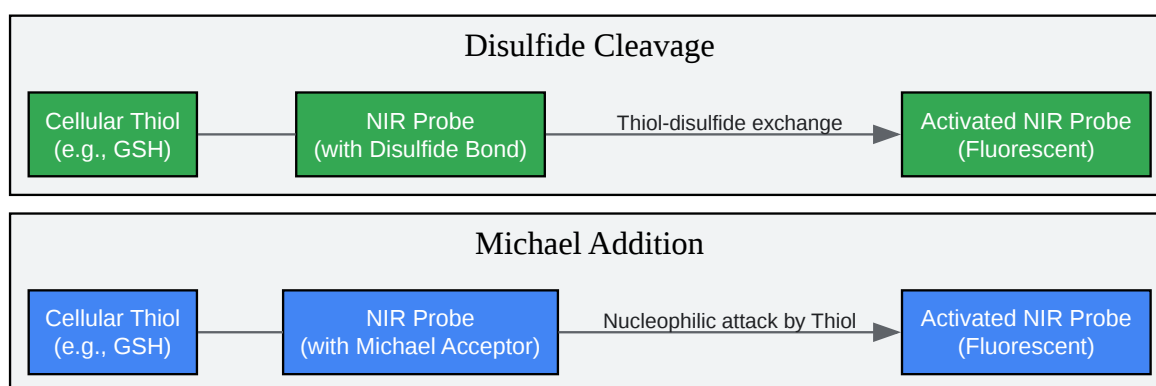 Disulfide Cleavage
Cellular Thiol
(e.g., GSH)
NIR Probe
(with Disulfide Bond)
Thiol-disulfide exchange
Activated NIR Probe
(Fluorescent)
Michael Addition
Cellular Thiol
(e.g., GSH)
NIR Probe
(with Michael Acceptor)
Nucleophilic attack by Thiol
Activated NIR Probe
(Fluorescent)